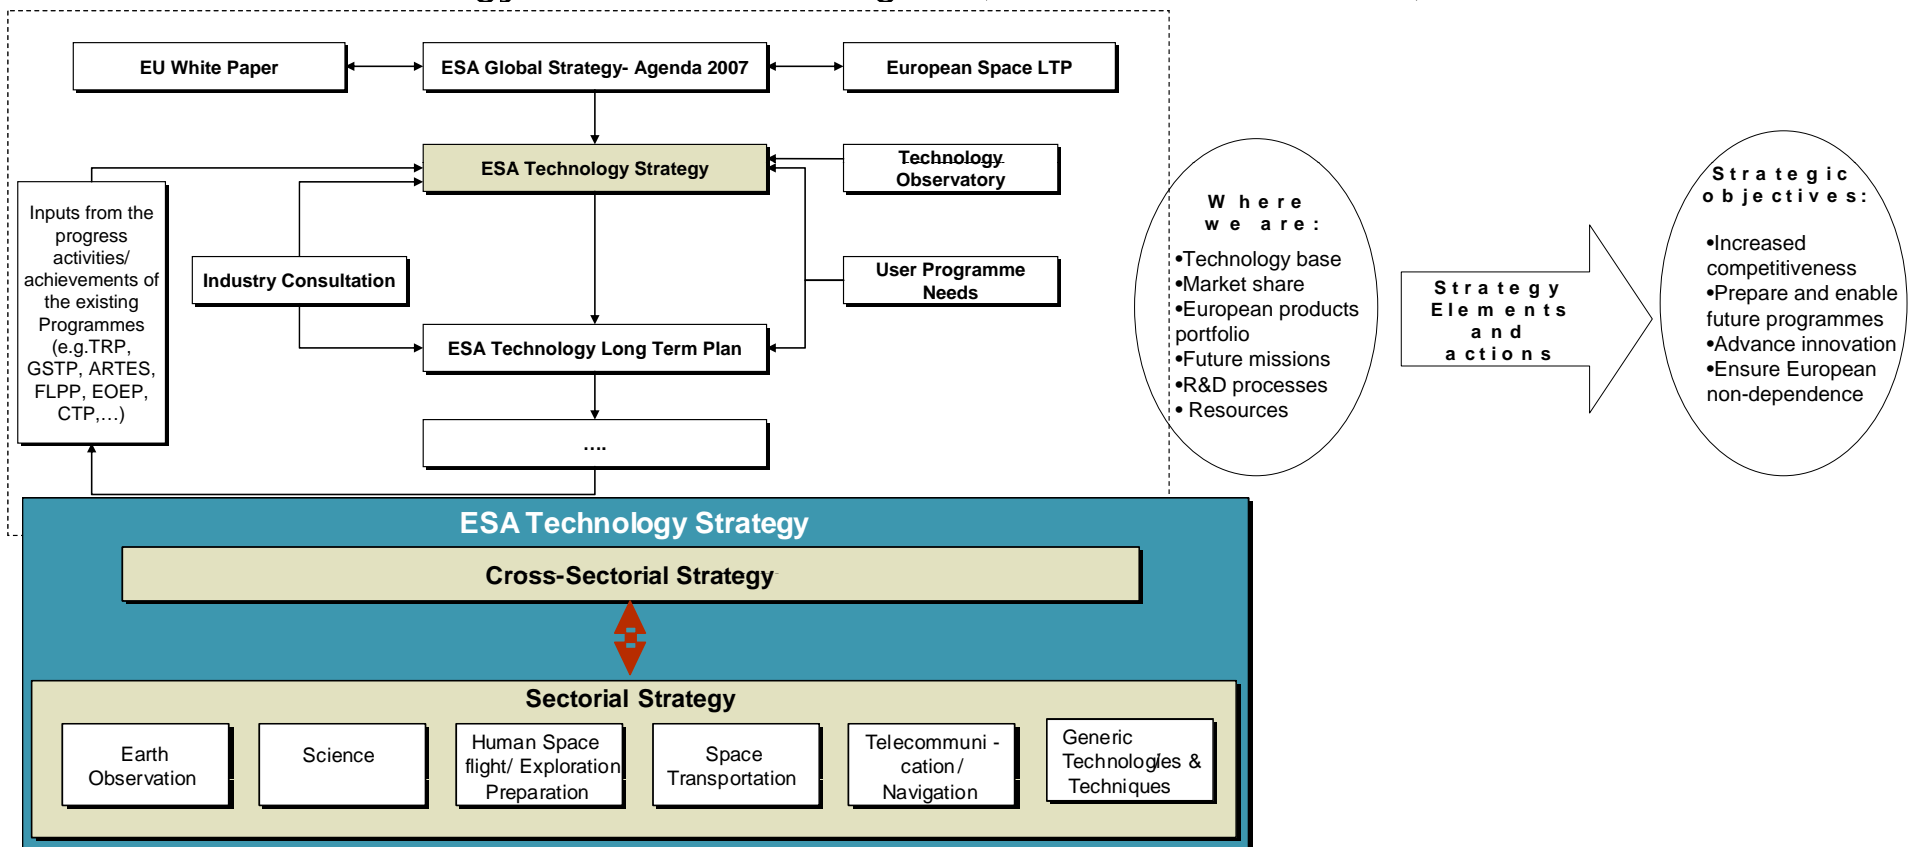 EU White Paper
ESA Global Strategy- Agenda 2007
European Space LTP
ESA Technology Strategy
Technology
Observatory
Inputs from the
progress
activities/
achievements of
the existing
Programmes
(e.g.TRP,
GSTP, ARTES,
FLPP, EOEP,
CTP,...)
Industry Consultation
User Programme
Needs
ESA Technology Long Term Plan
....
Where
we are:
•Technology base
•Market share
•European products
portfolio
•Future missions
•R&D processes
• Resources
Strategy
Elements
and
actions
Strategic
objectives:
•Increased
competitiveness
•Prepare and enable
future programmes
•Advance innovation
•Ensure European
non-dependence
ESA Technology Strategy
Cross-Sectorial Strategy
Sectorial Strategy
Earth
Observation
Science
Human Space
flight/ Exploration
Preparation
Space
Transportation
Telecommuni -
cation/
Navigation
Generic
Technologies &
Techniques